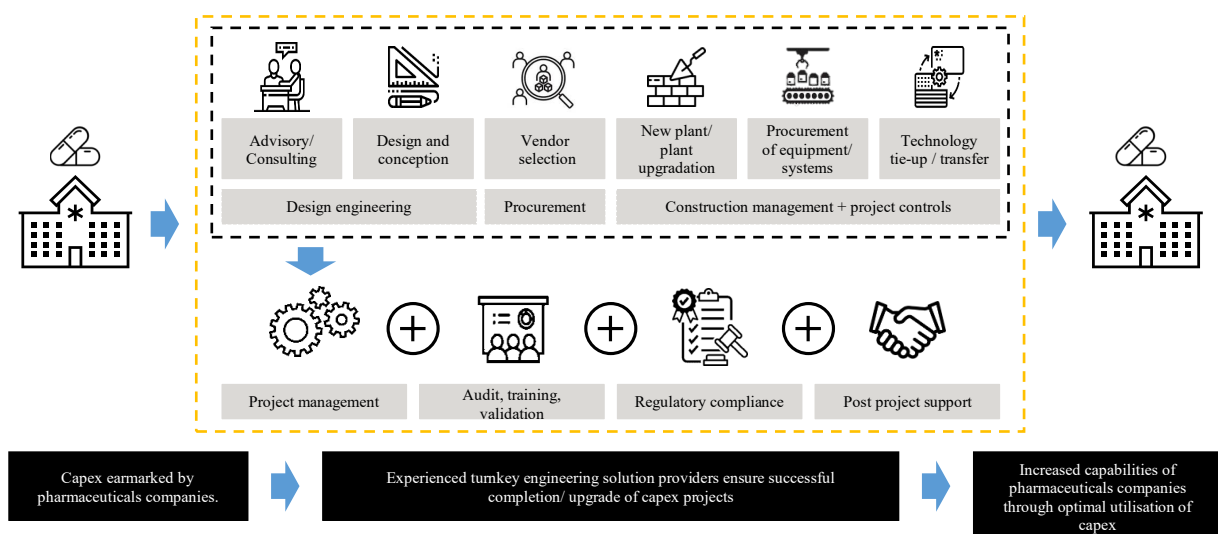 Advisory/
Consulting
Design and
conception
Vendor
selection
New plant/
plant
upgradation
Procurement
of equipment/
systems
Technology
tie-up / transfer
Design engineering
Procurement
Construction management + project controls
Project management
Audit, training,
validation
Regulatory compliance
Post project support
Capex earmarked by
pharmaceuticals companies.
Experienced turnkey engineering solution providers ensure successful
completion/ upgrade of capex projects
Increased capabilities of
pharmaceuticals companies
through optimal utilisation of
capex